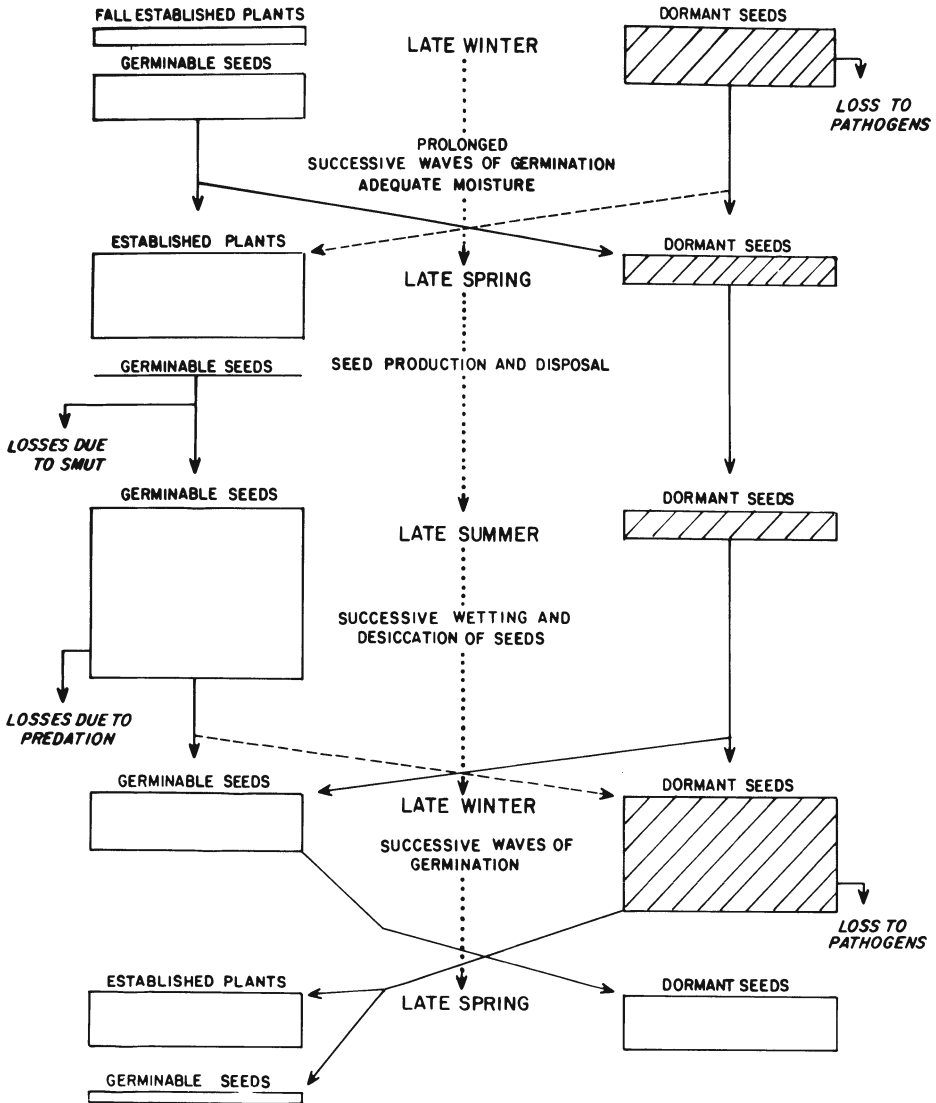 FALL ESTABLISHED PLANTS
GERMINABLE SEEDS
LATE WINTER
DORMANT SEEDS
LOSS TO
PATHOGENS
PROLONGED
SUCCESSIVE WAVES OF GERMINATION
ADEQUATE MOISTURE
ESTABLISHED PLANTS
LATE SPRING
DORMANT SEEDS
GERMINABLE SEEDS
SEED PRODUCTION AND DISPOSAL
LOSSES DUE
TO SMUT
GERMINABLE SEEDS
LATE SUMMER
DORMANT SEEDS
SUCCESSIVE WETTING AND
DESICCATION OF SEEDS
LOSSES DUE TO
PREDATION
GERMINABLE SEEDS
LATE WINTER
DORMANT SEEDS
SUCCESSIVE WAVES OF
GERMINATION
LOSS TO
PATHOGENS
ESTABLISHED PLANTS
LATE SPRING
DORMANT SEEDS
GERMINABLE SEEDS